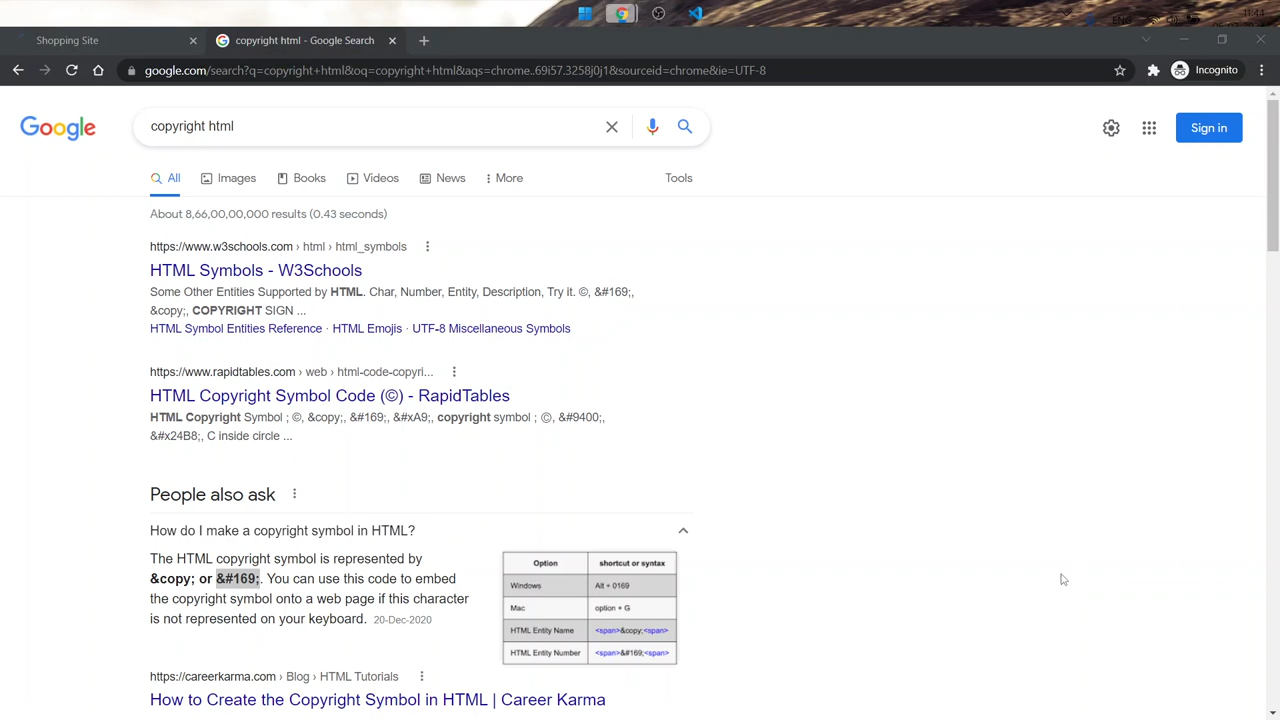 11:44
ENG
Shopping Site
copyright html - Google Search
google.com/search?q=copyright+html&oq=copyright+html&aqs=chrome..69i57.3258j0j1&sourceid=chrome&ie=UTF-8
Incognito
Google
copyright html
Sign in
All
Images
Books
Videos
News
More
Tools
About 8,66,00,00,000 results (0.43 seconds)
https://www.w3schools.com › html › html_symbols
HTML Symbols - W3Schools
Some Other Entities Supported by HTML. Char, Number, Entity, Description, Try it. ©, &#169;,
&copy;, COPYRIGHT SIGN ...
HTML Symbol Entities Reference · HTML Emojis · UTF-8 Miscellaneous Symbols
https://www.rapidtables.com › web › html-code-copyri...
HTML Copyright Symbol Code (©) - RapidTables
HTML Copyright Symbol ; ©, &copy;, &#169;, &#xA9;, copyright symbol ; Ⓒ, &#9400;,
&#x24B8;, C inside circle ...
People also ask
How do I make a copyright symbol in HTML?
The HTML copyright symbol is represented by
&copy; or &#169;. You can use this code to embed
the copyright symbol onto a web page if this character
is not represented on your keyboard. 20-Dec-2020
Option shortcut or syntax
Windows Alt + 0169
Mac option + G
HTML Entity Name <span>&copy;<span>
HTML Entity Number <span>&#169;<span>
https://careerkarma.com › Blog › HTML Tutorials
How to Create the Copyright Symbol in HTML | Career Karma